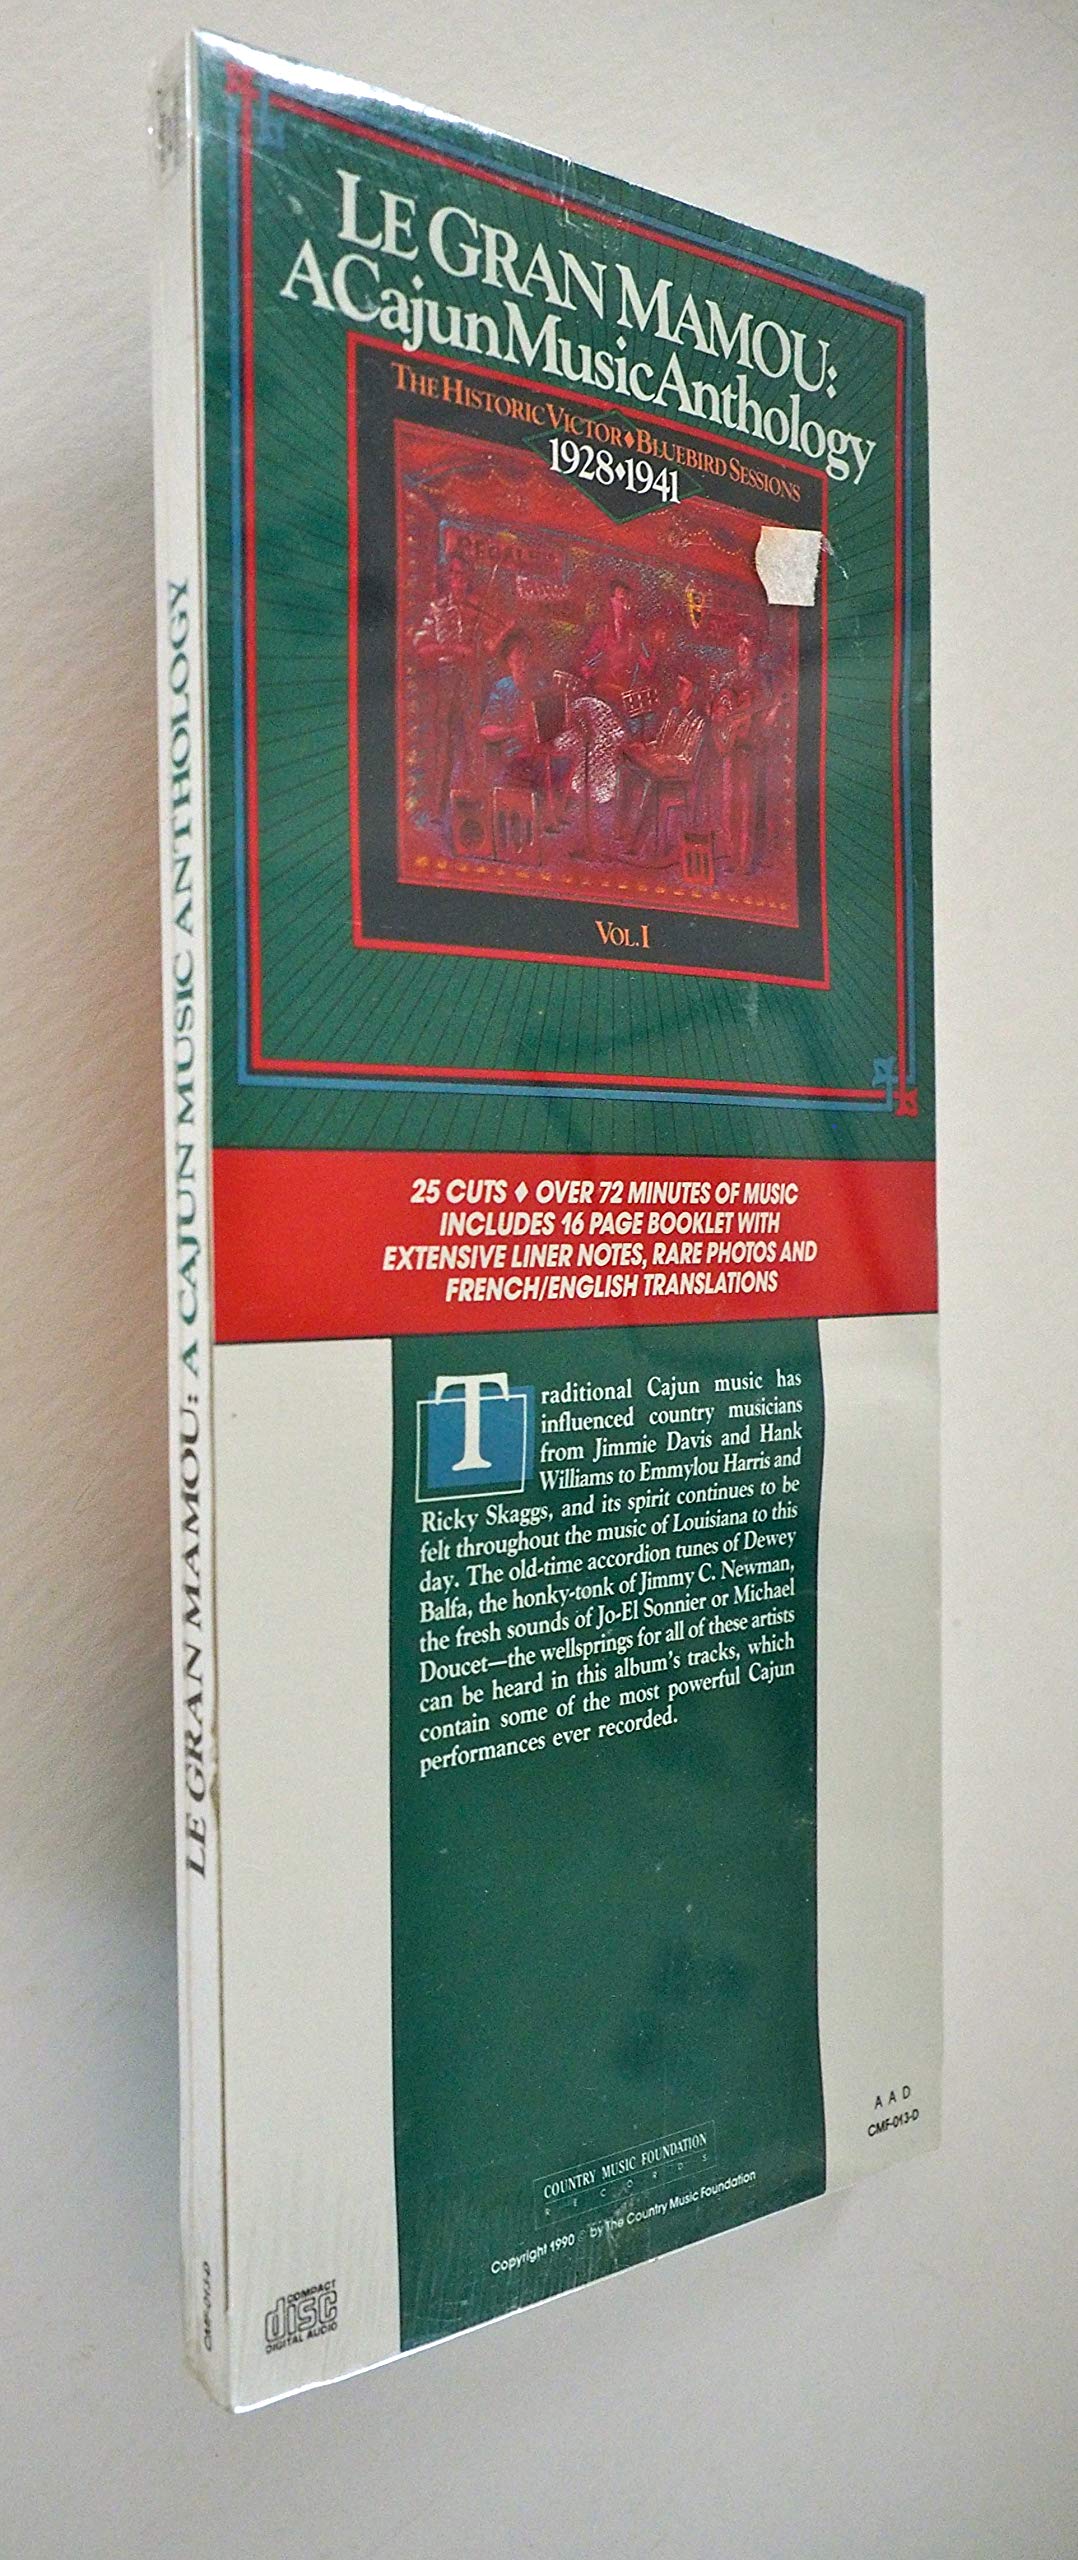 LE GRAN MAMOU:
A Cajun Music Anthology
THE HISTORIC VICTOR♦BLUEBIRD SESSIONS
1928♦1941
VOL. I
25 CUTS ♦ OVER 72 MINUTES OF MUSIC
INCLUDES 16 PAGE BOOKLET WITH
EXTENSIVE LINER NOTES, RARE PHOTOS AND
FRENCH/ENGLISH TRANSLATIONS
Traditional Cajun music has
influenced country musicians
from Jimmie Davis and Hank
Williams to Emmylou Harris and
Ricky Skaggs, and its spirit continues to be
felt throughout the music of Louisiana to this
day. The old-time accordion tunes of Dewey
Balfa, the honky-tonk of Jimmy C. Newman,
the fresh sounds of Jo-El Sonnier or Michael
Doucet—the wellsprings for all of these artists
can be heard in this album's tracks, which
contain some of the most powerful Cajun
performances ever recorded.
A A D
CMF-013-D
COUNTRY MUSIC FOUNDATION
RECORDS
Copyright 1990 by The Country Music Foundation
COMPACT
disc
DIGITAL AUDIO
LE GRAN MAMOU: A CAJUN MUSIC ANTHOLOGY
CMF-013-D